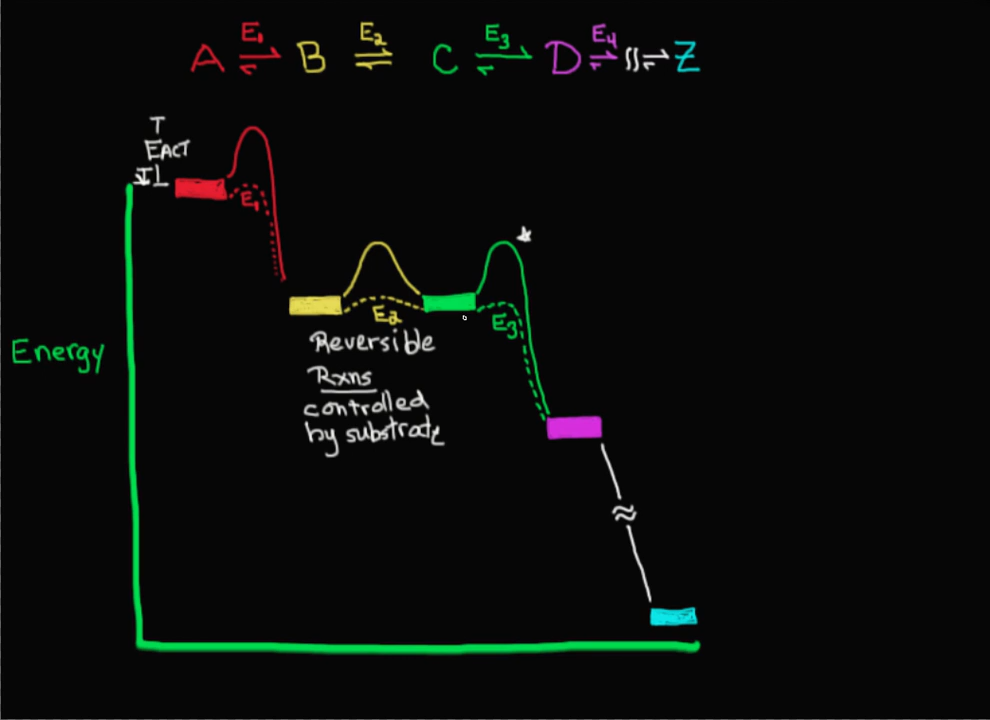 E₁ E₂ E₃ E₄
A ⇌ B ⇌ C ⇌ D ⇌ // ⇌ Z
T
EACT
E₁
E₂
E₃
Energy
Reversible
Rxns
controlled
by substrate